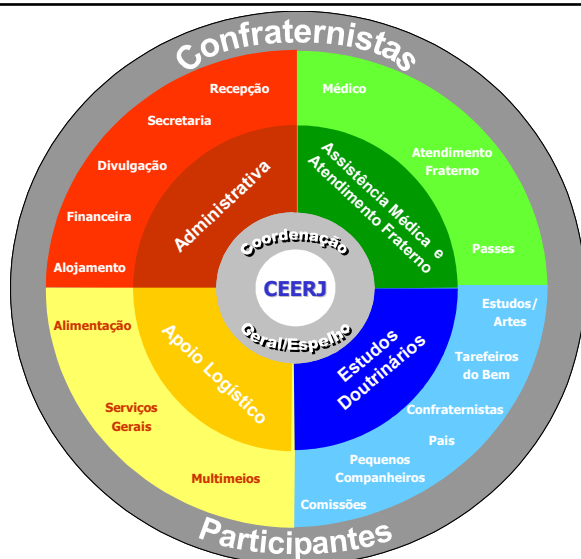 Confraternistas
Recepção
Secretaria
Divulgação
Financeira
Alojamento
Administrativa
Médico
Atendimento
Fraterno
Passes
Assistência Médica e
Atendimento Fraterno
Coordenação
CEERJ
Geral/Espelho
Alimentação
Serviços
Gerais
Multimeios
Apoio Logístico
Estudos
Doutrinários
Estudos/
Artes
Tarefeiros
do Bem
Confraternistas
Pais
Pequenos
Companheiros
Comissões
Participantes